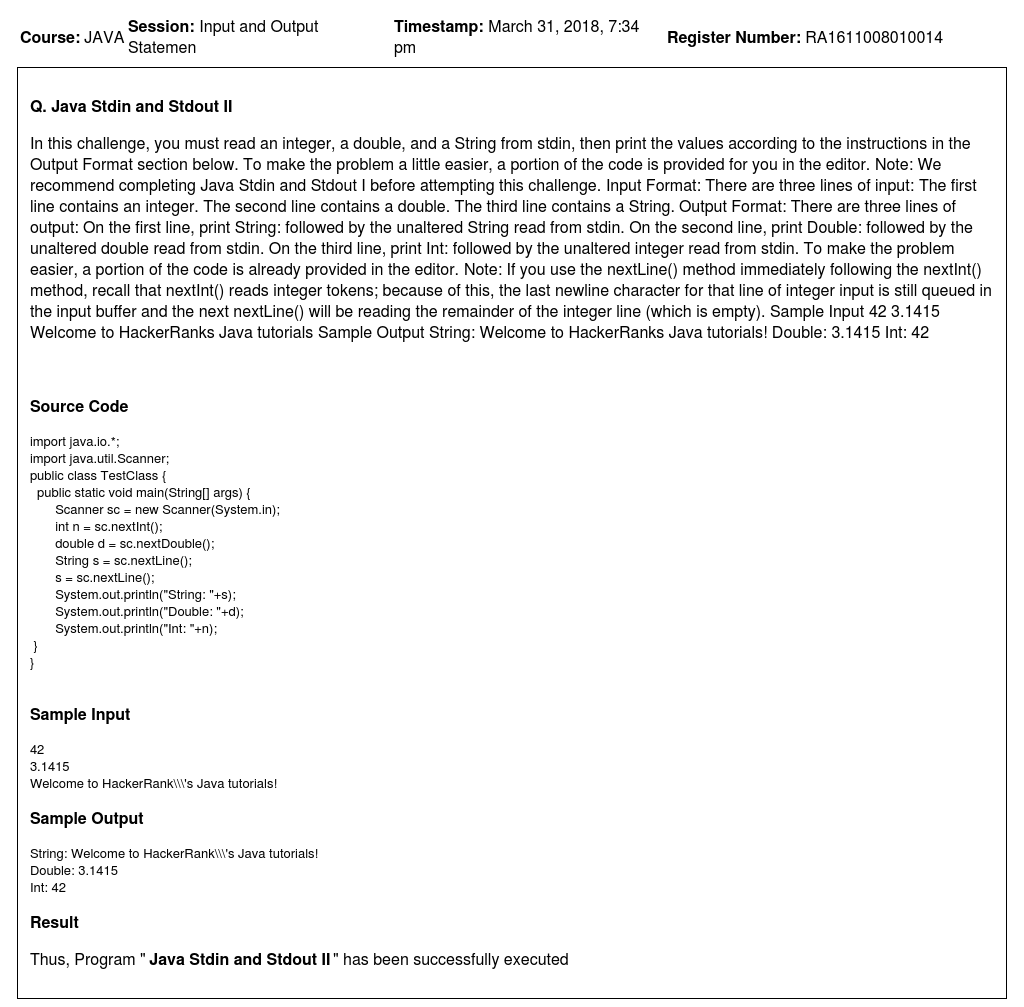 Course: JAVA Session: Input and Output Statemen Timestamp: March 31, 2018, 7:34 pm Register Number: RA1611008010014
Q. Java Stdin and Stdout II
In this challenge, you must read an integer, a double, and a String from stdin, then print the values according to the instructions in the
Output Format section below. To make the problem a little easier, a portion of the code is provided for you in the editor. Note: We
recommend completing Java Stdin and Stdout I before attempting this challenge. Input Format: There are three lines of input: The first
line contains an integer. The second line contains a double. The third line contains a String. Output Format: There are three lines of
output: On the first line, print String: followed by the unaltered String read from stdin. On the second line, print Double: followed by the
unaltered double read from stdin. On the third line, print Int: followed by the unaltered integer read from stdin. To make the problem
easier, a portion of the code is already provided in the editor. Note: If you use the nextLine() method immediately following the nextInt()
method, recall that nextInt() reads integer tokens; because of this, the last newline character for that line of integer input is still queued in
the input buffer and the next nextLine() will be reading the remainder of the integer line (which is empty). Sample Input 42 3.1415
Welcome to HackerRanks Java tutorials Sample Output String: Welcome to HackerRanks Java tutorials! Double: 3.1415 Int: 42
Source Code
import java.io.*;
import java.util.Scanner;
public class TestClass {
  public static void main(String[] args) {
       Scanner sc = new Scanner(System.in);
       int n = sc.nextInt();
       double d = sc.nextDouble();
       String s = sc.nextLine();
       s = sc.nextLine();
       System.out.println("String: "+s);
       System.out.println("Double: "+d);
       System.out.println("Int: "+n);
 }
}
Sample Input
42
3.1415
Welcome to HackerRank\\\'s Java tutorials!
Sample Output
String: Welcome to HackerRank\\\'s Java tutorials!
Double: 3.1415
Int: 42
Result
Thus, Program " Java Stdin and Stdout II " has been successfully executed